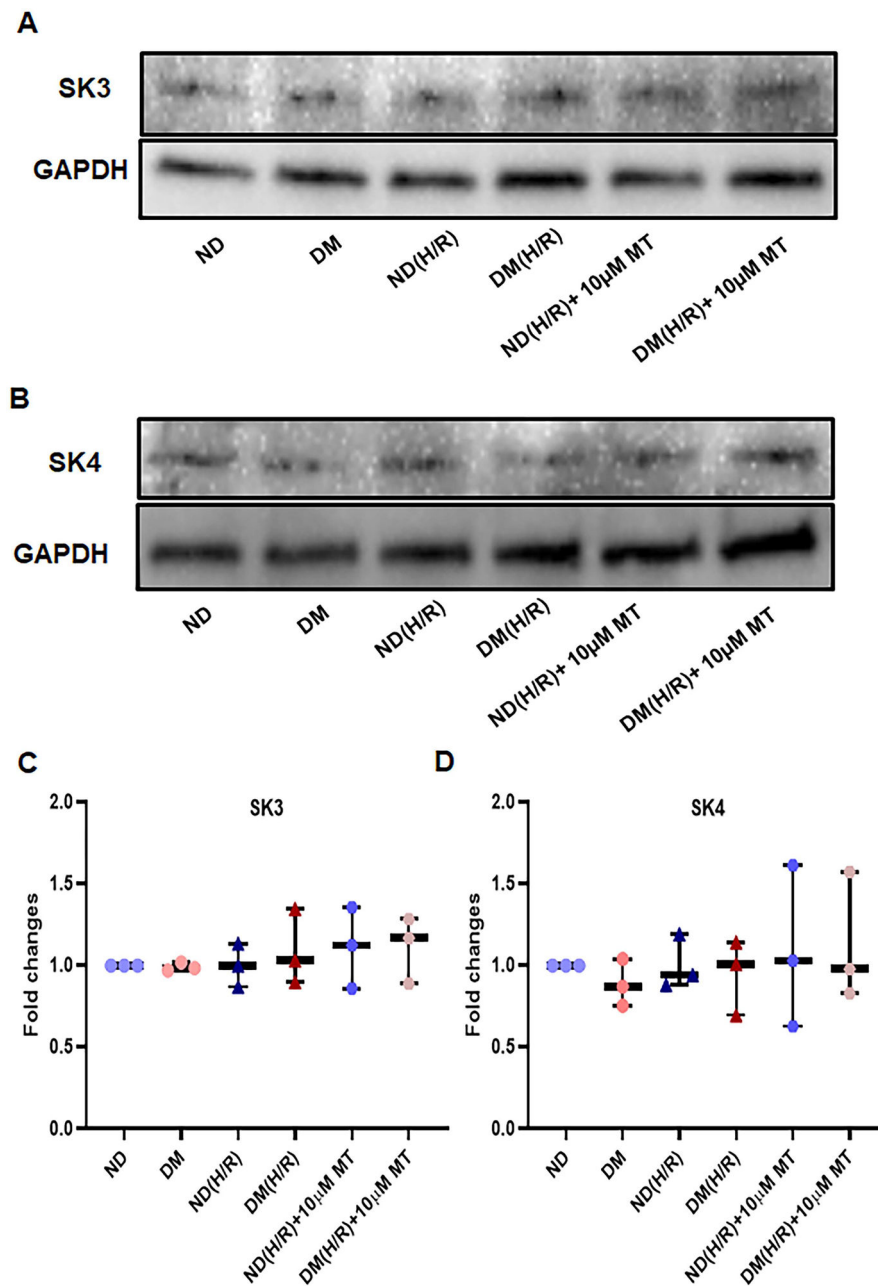 A
SK3
GAPDH
ND DM ND(H/R) DM(H/R) ND(H/R)+ 10µM MT DM(H/R)+ 10µM MT
B
SK4
GAPDH
ND DM ND(H/R) DM(H/R) ND(H/R)+ 10µM MT DM(H/R)+ 10µM MT
C
SK3
Fold changes
2.0
1.5
1.0
0.5
0.0
ND DM ND(H/R) DM(H/R) ND(H/R)+10µM MT DM(H/R)+10µM MT
D
SK4
Fold changes
2.0
1.5
1.0
0.5
0.0
ND DM ND(H/R) DM(H/R) ND(H/R)+10µM MT DM(H/R)+10µM MT